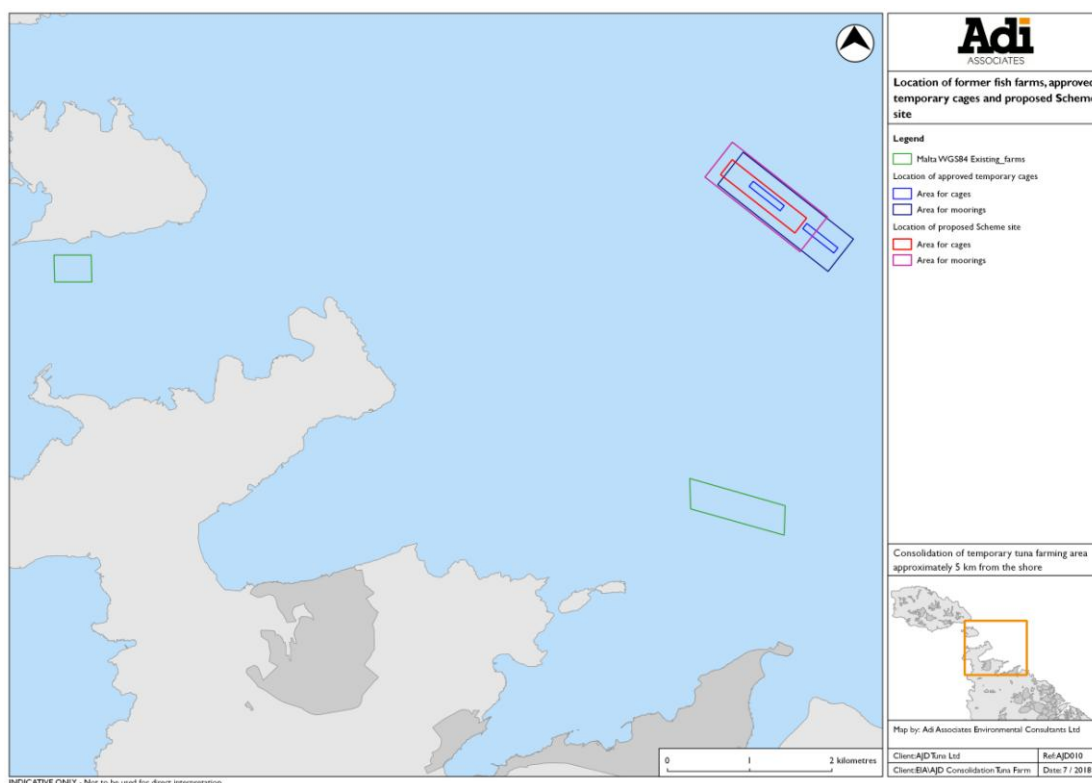 Adi
ASSOCIATES
Location of former fish farms, approved
temporary cages and proposed Scheme
site
Legend
Malta WGS84 Existing_farms
Location of approved temporary cages
Area for cages
Area for moorings
Location of proposed Scheme site
Area for cages
Area for moorings
Consolidation of temporary tuna farming area
approximately 5 km from the shore
Map by: Adi Associates Environmental Consultants Ltd
Client:AJD Tuna Ltd Ref:AJD010
Client:EIA\AJD Consolidation Tuna Farm Date: 7 / 2018
0 1 2 kilometres
INDICATIVE ONLY - Not to be used for direct interpretation